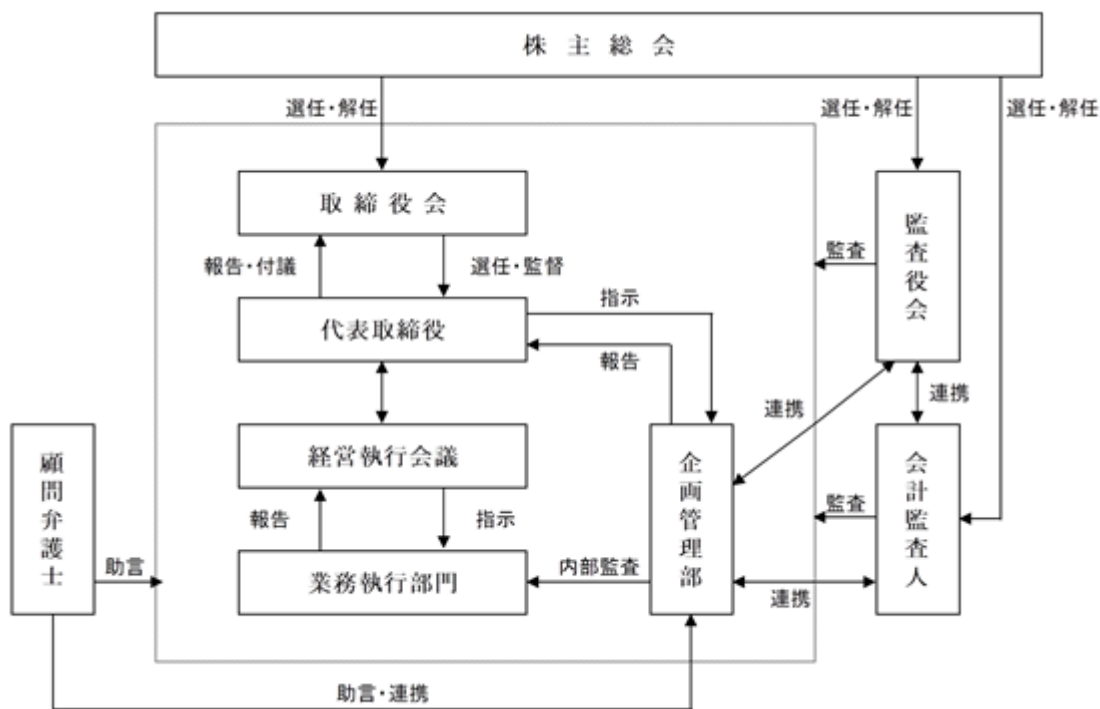 株主総会
選任・解任
選任・解任
選任・解任
取締役会
監査役会
報告・付議
選任・監督
監査
指示
代表取締役
報告
連携
連携
顧問弁護士
経営執行会議
企画管理部
会計監査人
報告
指示
監査
助言
業務執行部門
内部監査
連携
助言・連携